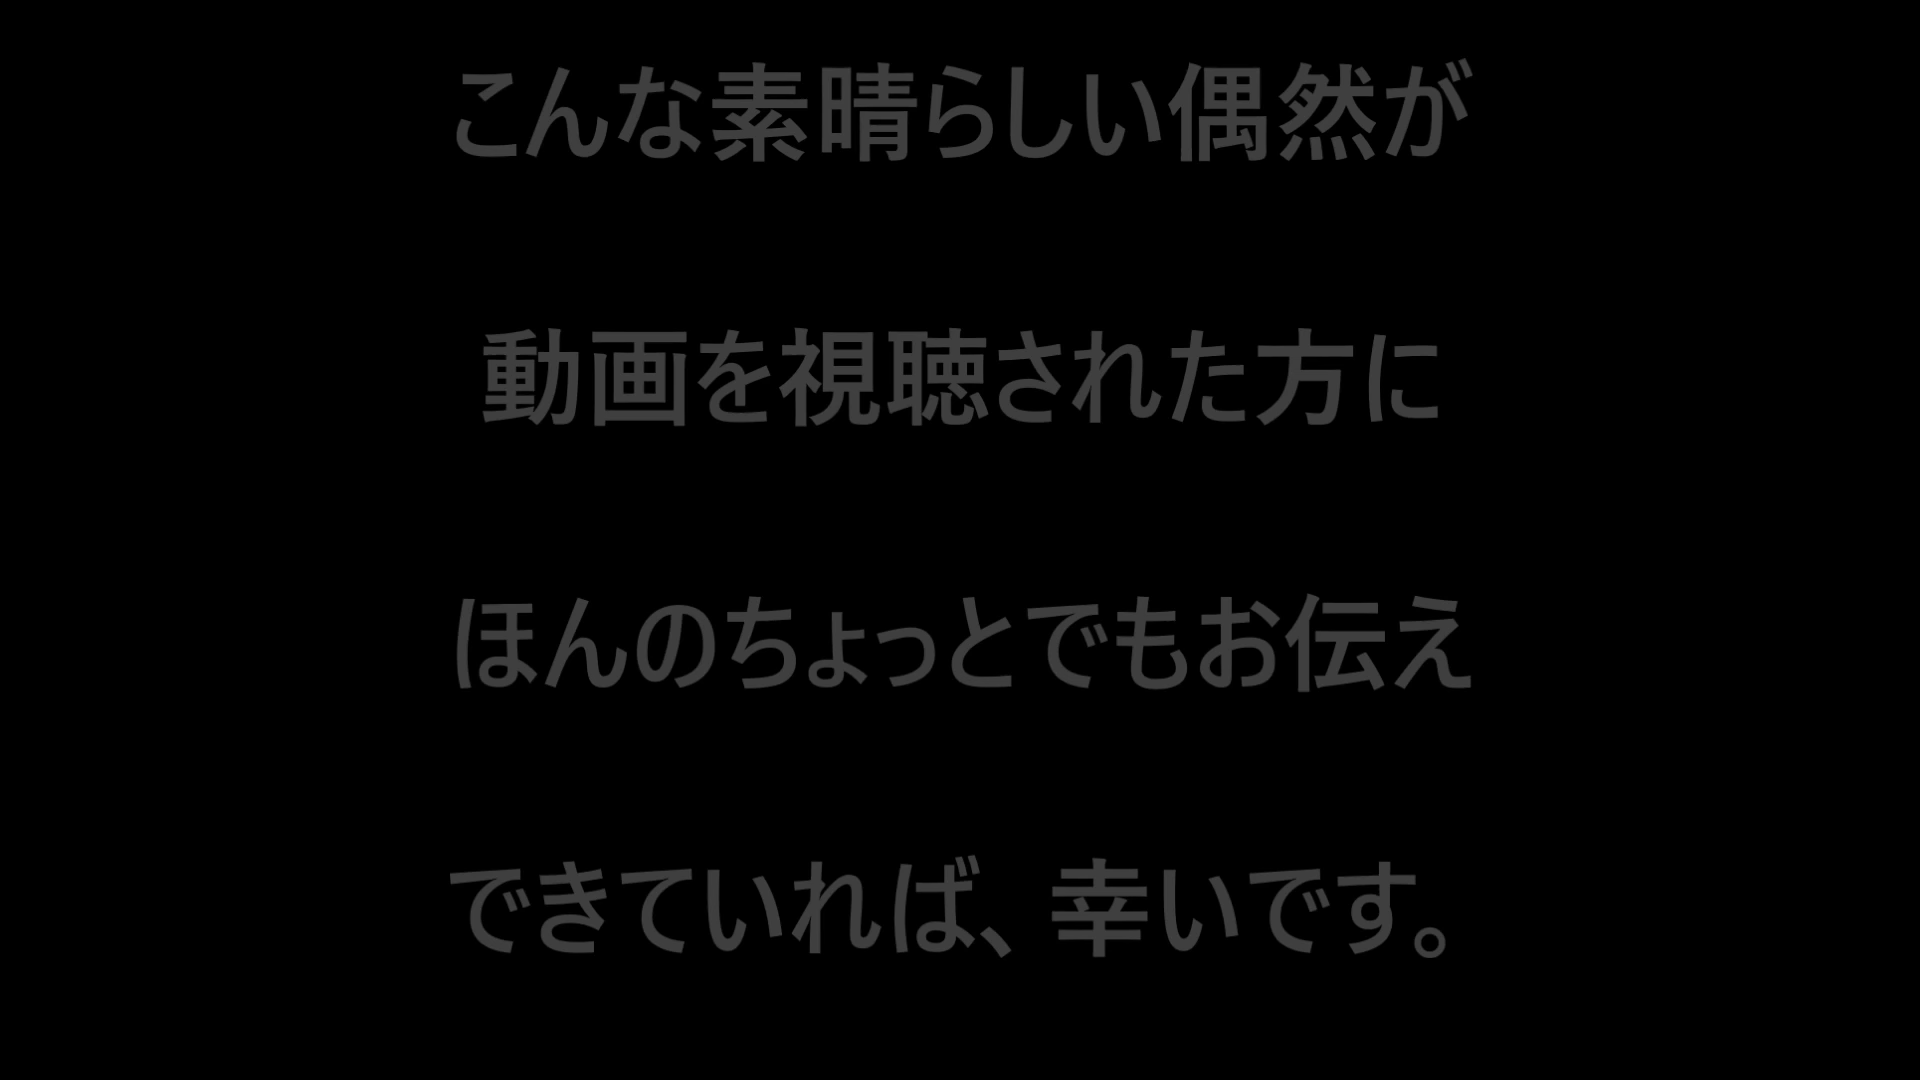 こんな素晴らしい偶然が
動画を視聴された方に
ほんのちょっとでもお伝え
できていれば、幸いです。